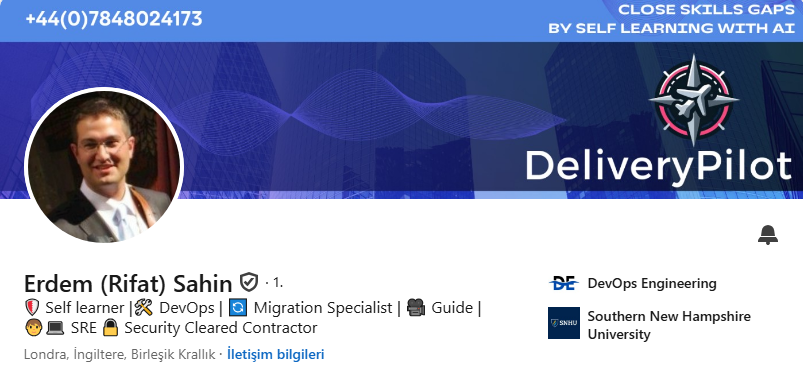 +44(0)7848024173
CLOSE SKILLS GAPS
BY SELF LEARNING WITH AI
DeliveryPilot
Erdem (Rifat) Sahin · 1.
Self learner | DevOps | Migration Specialist | Guide |
SRE Security Cleared Contractor
Londra, İngiltere, Birleşik Krallık · İletişim bilgileri
DE
DevOps Engineering
SNHU
Southern New Hampshire
University